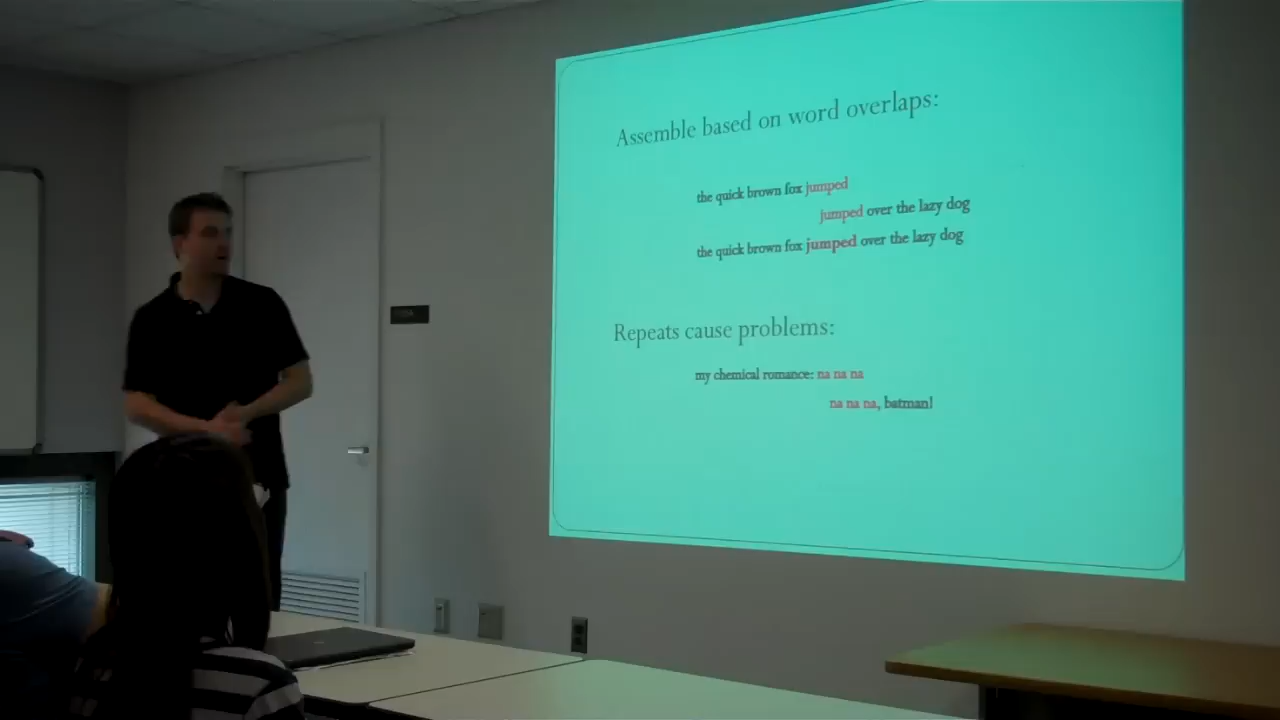 Assemble based on word overlaps:
the quick brown fox jumped
jumped over the lazy dog
the quick brown fox jumped over the lazy dog
Repeats cause problems:
my chemical romance: na na na
na na na, batman!